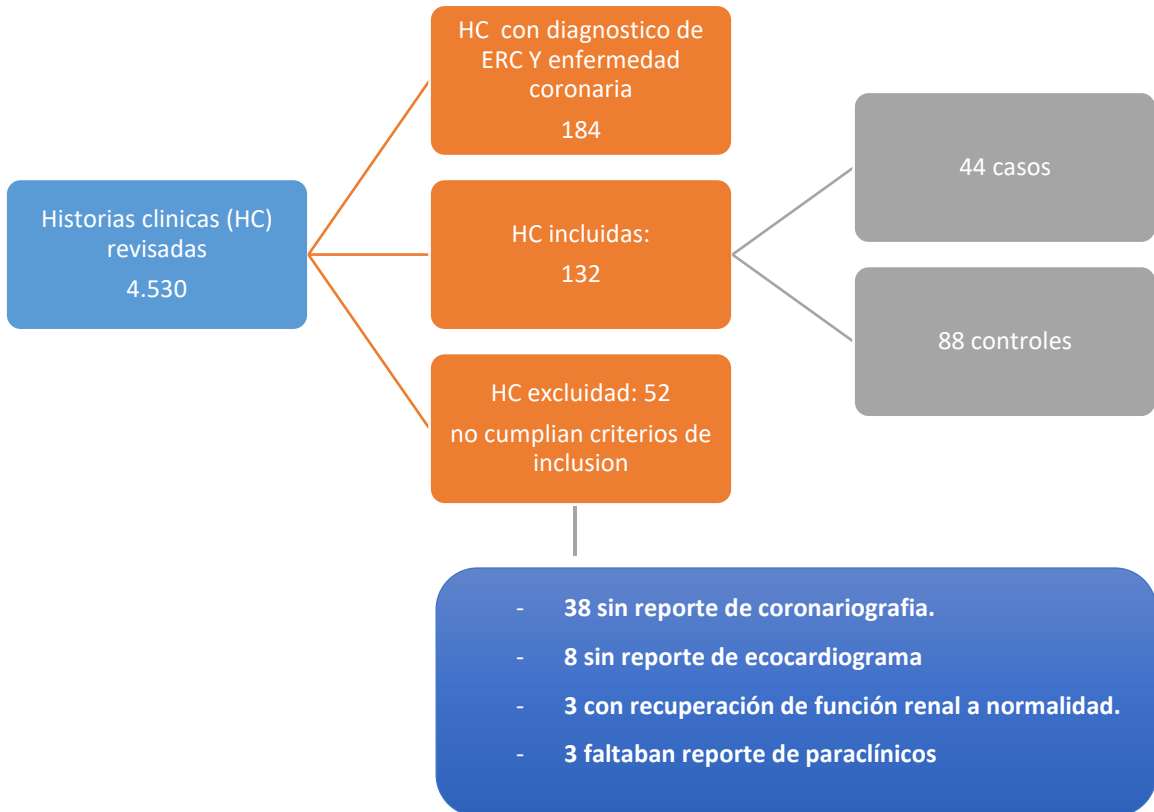 Historias clinicas (HC)
revisadas
4.530
HC con diagnostico de
ERC Y enfermedad
coronaria
184
HC incluidas:
132
HC excluidad: 52
no cumplian criterios de
inclusion
44 casos
88 controles
- 38 sin reporte de coronariografia.
- 8 sin reporte de ecocardiograma
- 3 con recuperación de función renal a normalidad.
- 3 faltaban reporte de paraclínicos